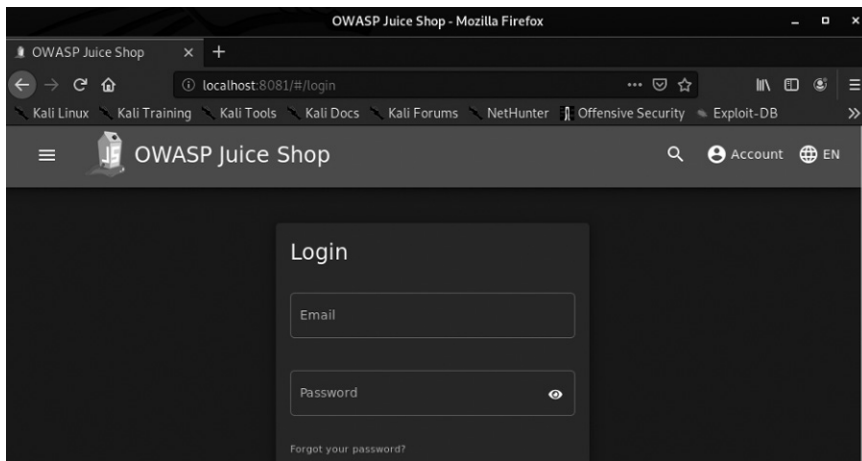 OWASP Juice Shop - Mozilla Firefox
OWASP Juice Shop
localhost:8081/#/login
Kali Linux Kali Training Kali Tools Kali Docs Kali Forums NetHunter Offensive Security Exploit-DB
JS OWASP Juice Shop Account EN
Login
Email
Password
Forgot your password?